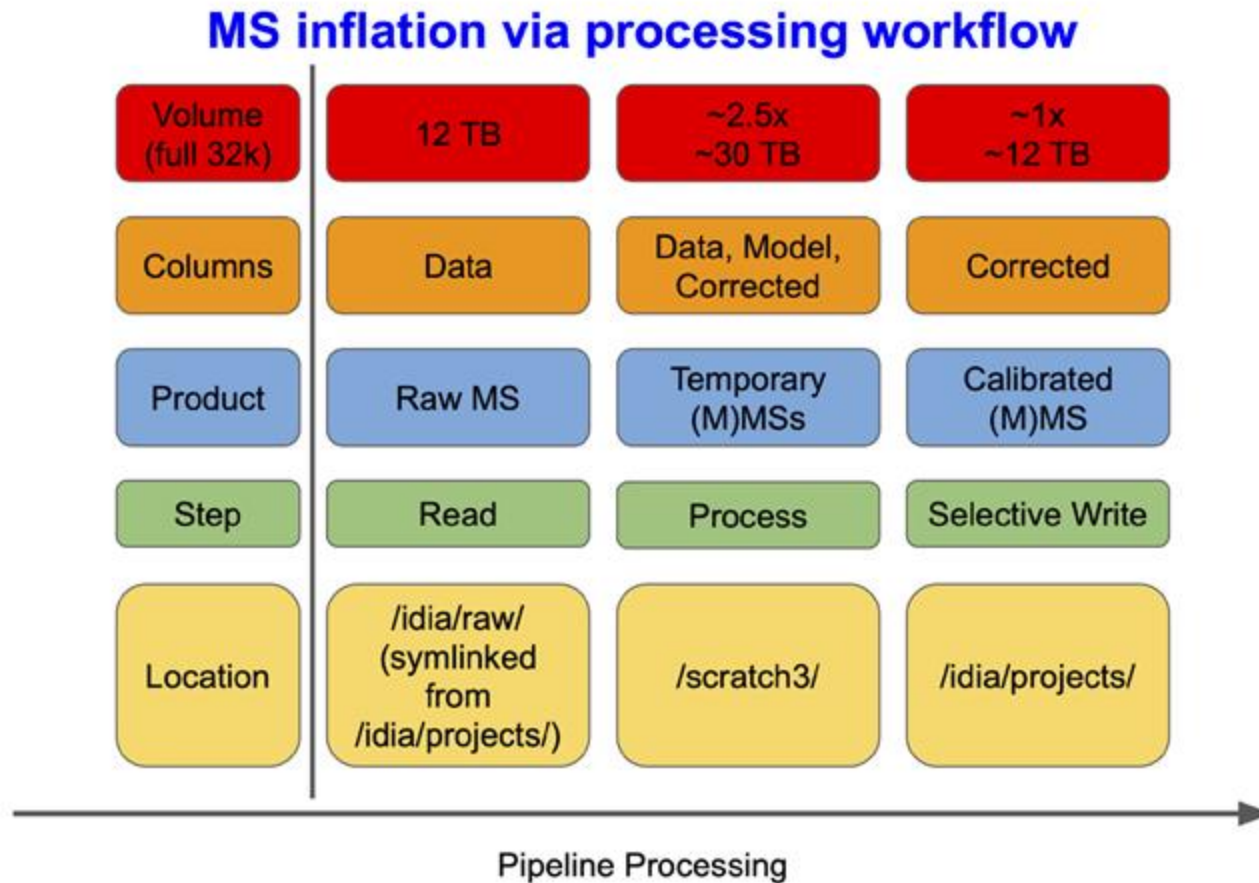 MS inflation via processing workflow
Volume
(full 32k)
12 TB
~2.5x
~30 TB
~1x
~12 TB
Columns
Data
Data, Model,
Corrected
Corrected
Product
Raw MS
Temporary
(M)MSs
Calibrated
(M)MS
Step
Read
Process
Selective Write
Location
/idia/raw/
(symlinked
from
/idia/projects/)
/scratch3/
/idia/projects/
Pipeline Processing